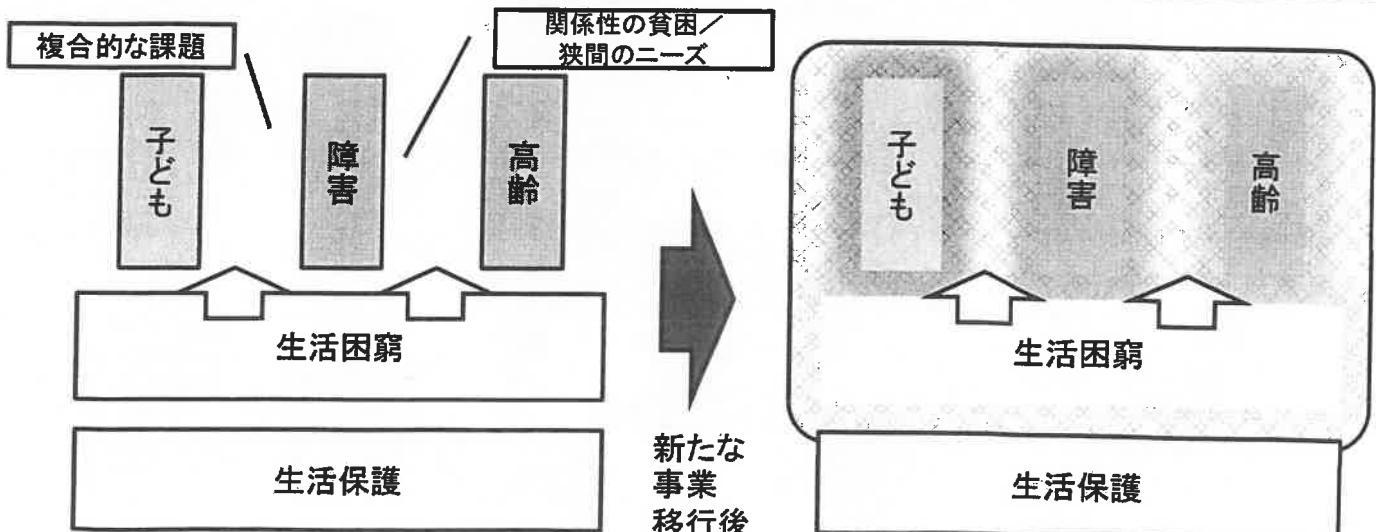 複合的な課題
関係性の貧困／
狭間のニーズ
子ども
障害
高齢
生活困窮
生活保護
新たな
事業
移行後
子ども
障害
高齢
生活困窮
生活保護